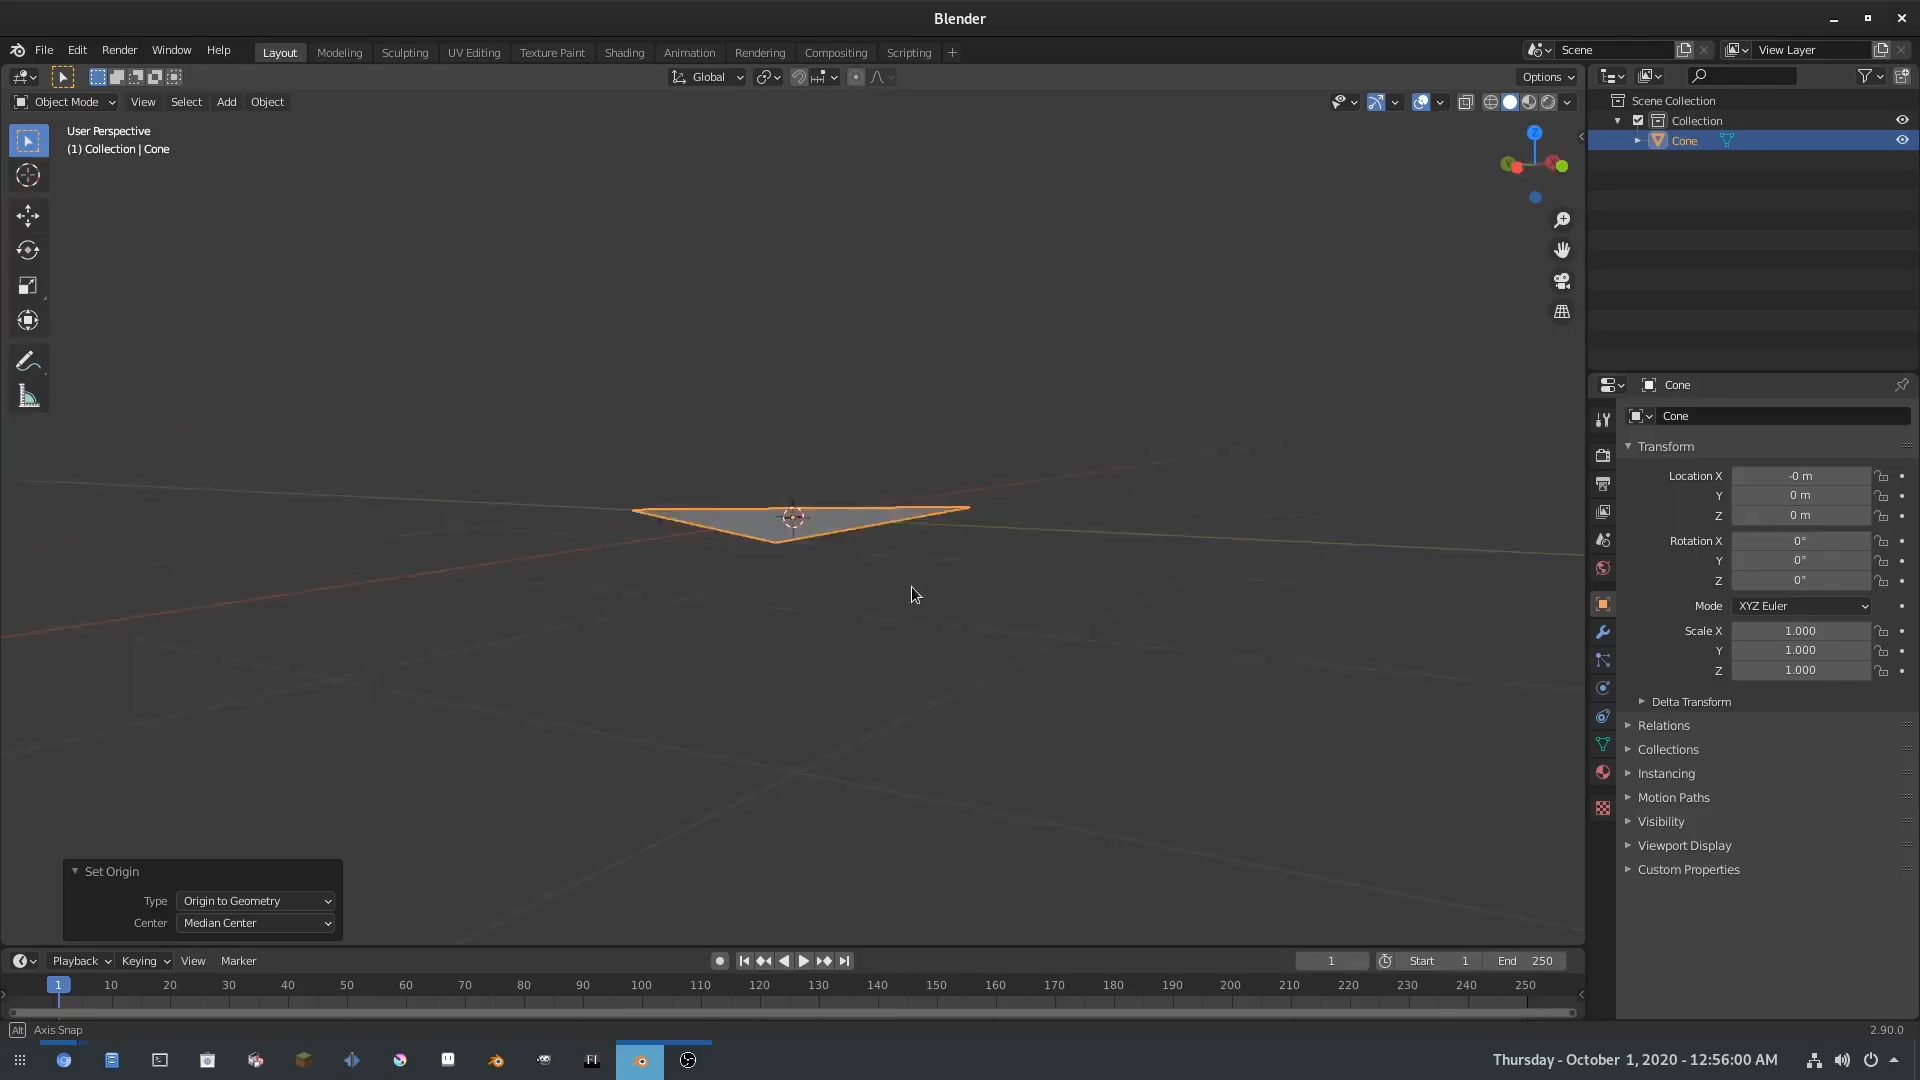 Blender
File Edit Render Window Help
Layout Modeling Sculpting UV Editing Texture Paint Shading Animation Rendering Compositing Scripting +
Scene
View Layer
Global
Options
Object Mode View Select Add Object
User Perspective
(1) Collection | Cone
Z
Y
X
Scene Collection
Collection
Cone
Cone
Cone
Transform
Location X -0 m
Y 0 m
Z 0 m
Rotation X 0°
Y 0°
Z 0°
Mode XYZ Euler
Scale X 1.000
Y 1.000
Z 1.000
Delta Transform
Relations
Collections
Instancing
Motion Paths
Visibility
Viewport Display
Custom Properties
Set Origin
Type Origin to Geometry
Center Median Center
Playback Keying View Marker
1
Start 1
End 250
1 10 20 30 40 50 60 70 80 90 100 110 120 130 140 150 160 170 180 190 200 210 220 230 240 250
Alt Axis Snap
2.90.0
Thursday - October 1, 2020 - 12:56:00 AM